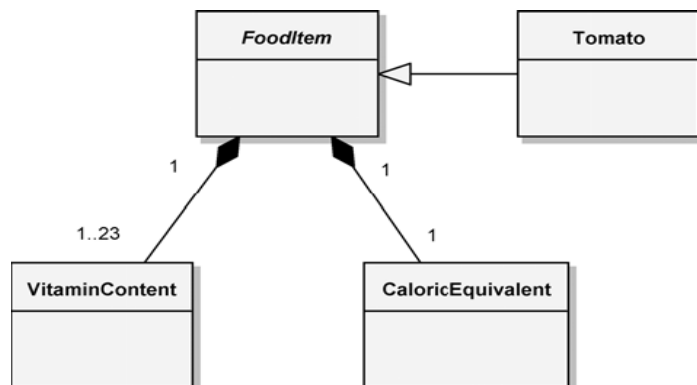 FoodItem
Tomato
1
1
1..23
1
VitaminContent
CaloricEquivalent